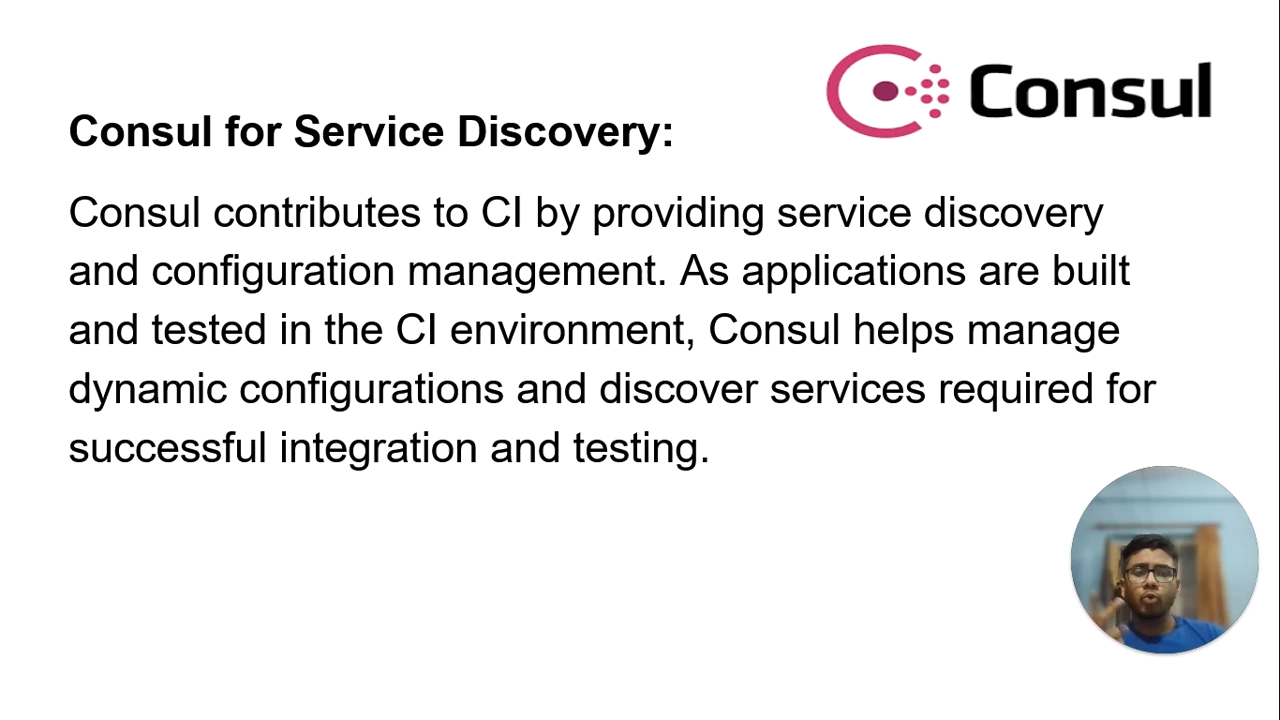 Consul
Consul for Service Discovery:
Consul contributes to CI by providing service discovery
and configuration management. As applications are built
and tested in the CI environment, Consul helps manage
dynamic configurations and discover services required for
successful integration and testing.